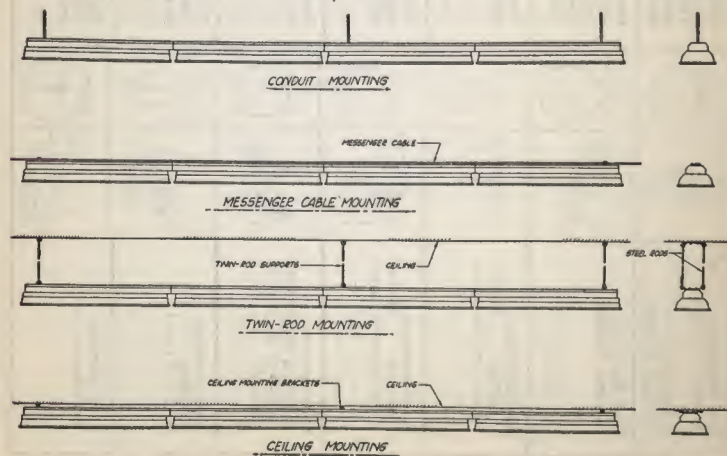 CONDUIT MOUNTING
MESSENGER CABLE
MESSENGER CABLE MOUNTING
TWIN-ROD SUPPORTS
CEILING
STEEL RODS
TWIN-ROD MOUNTING
CEILING MOUNTING BRACKETS
CEILING
CEILING MOUNTING